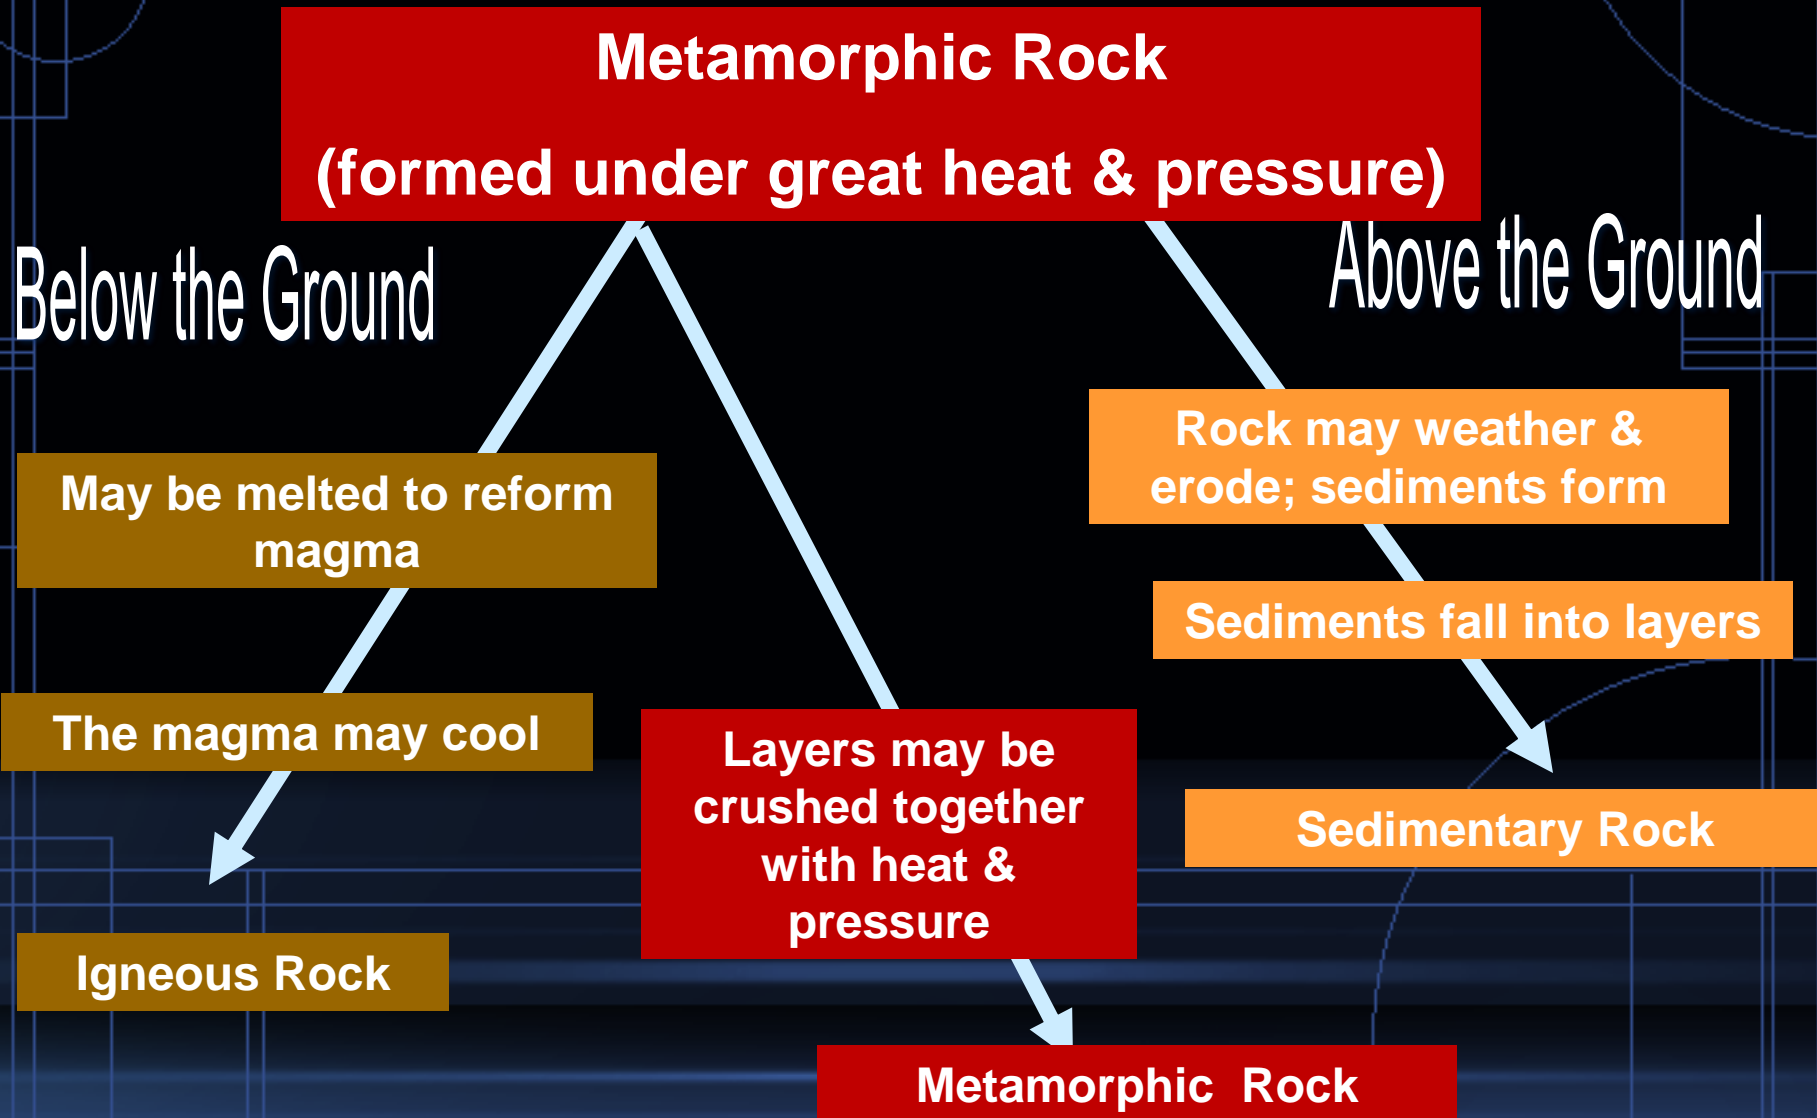 Metamorphic Rock
(formed under great heat & pressure)
Below the Ground
Above the Ground
May be melted to reform
magma
The magma may cool
Igneous Rock
Layers may be
crushed together
with heat &
pressure
Metamorphic Rock
Rock may weather &
erode; sediments form
Sediments fall into layers
Sedimentary Rock